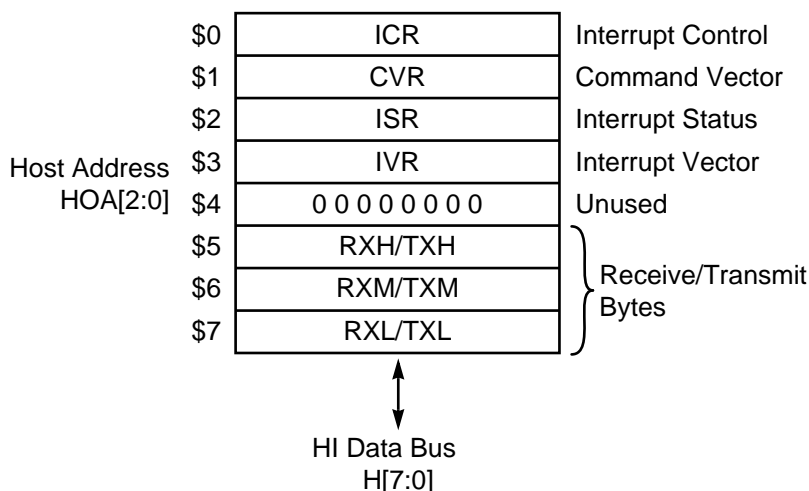 $0 ICR Interrupt Control
$1 CVR Command Vector
$2 ISR Interrupt Status
Host Address
HOA[2:0]
$3 IVR Interrupt Vector
$4 0 0 0 0 0 0 0 0 Unused
$5 RXH/TXH
$6 RXM/TXM
$7 RXL/TXL
Receive/Transmit
Bytes
HI Data Bus
H[7:0]